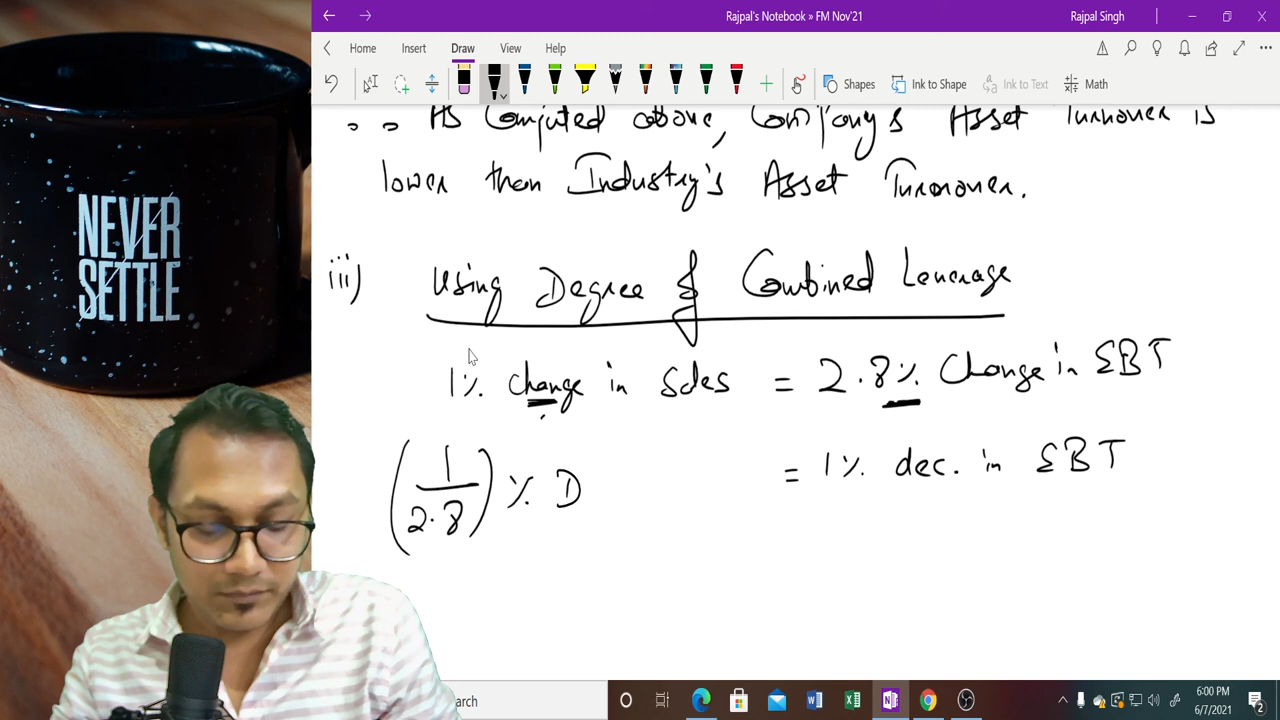 Rajpal's Notebook » FM Nov'21
Rajpal Singh
Home Insert Draw View Help
Shapes Ink to Shape Ink to Text Math
As Computed above, Company's Asset Turnover is
lower than Industry's Asset Turnover.
iii) Using Degree of Combined Leverage
1% change in Sales = 2.8% Change in EBT
(1/2.8)% D = 1% dec. in EBT
NEVER
SETTLE
arch
6:00 PM
6/7/2021
2